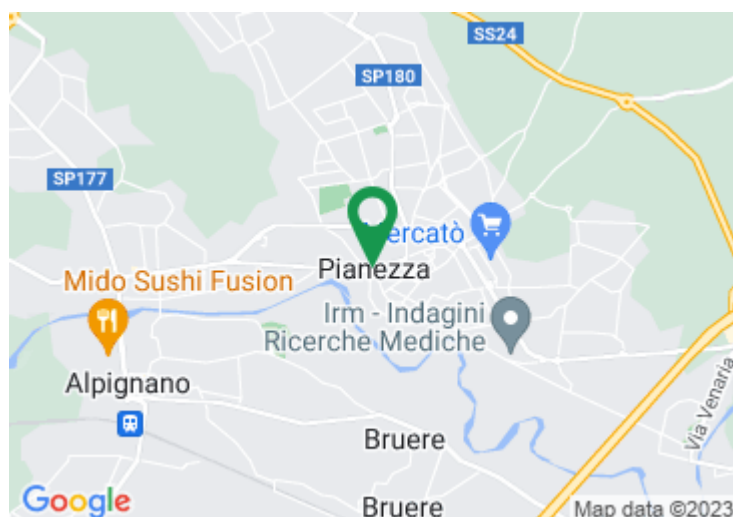 SS24
SP180
SP177
Mercatò
Pianezza
Mido Sushi Fusion
Irm - Indagini
Ricerche Mediche
Alpignano
Via Venaria
Bruere
Bruere
Google
Map data ©2023